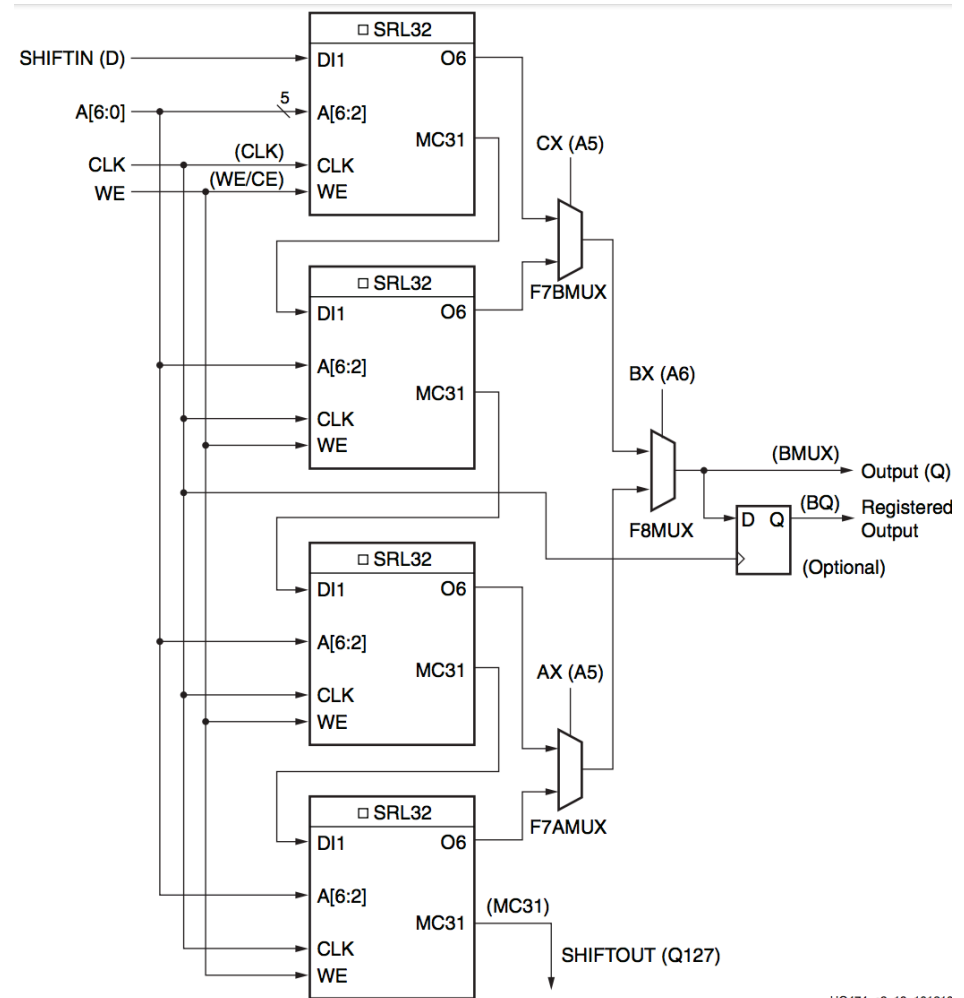 □ SRL32
SHIFTIN (D)
DI1
O6
A[6:0]
5
A[6:2]
MC31
CX (A5)
CLK
(CLK)
CLK
WE
(WE/CE)
WE
□ SRL32
F7BMUX
DI1
O6
A[6:2]
BX (A6)
MC31
CLK
WE
(BMUX)
Output (Q)
D Q
(BQ)
Registered
Output
F8MUX
(Optional)
□ SRL32
DI1
O6
A[6:2]
MC31
AX (A5)
CLK
WE
□ SRL32
F7AMUX
DI1
O6
A[6:2]
MC31
(MC31)
CLK
SHIFTOUT (Q127)
WE